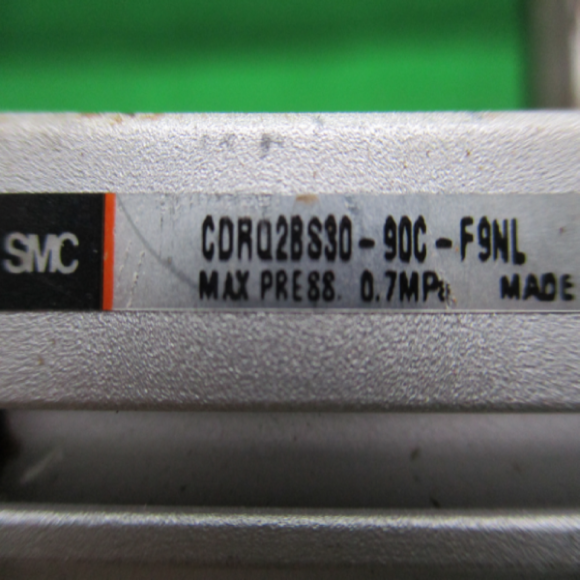 SMC
CDRQ2BS30-90C-F9NL
MAX PRESS. 0.7MPa MADE